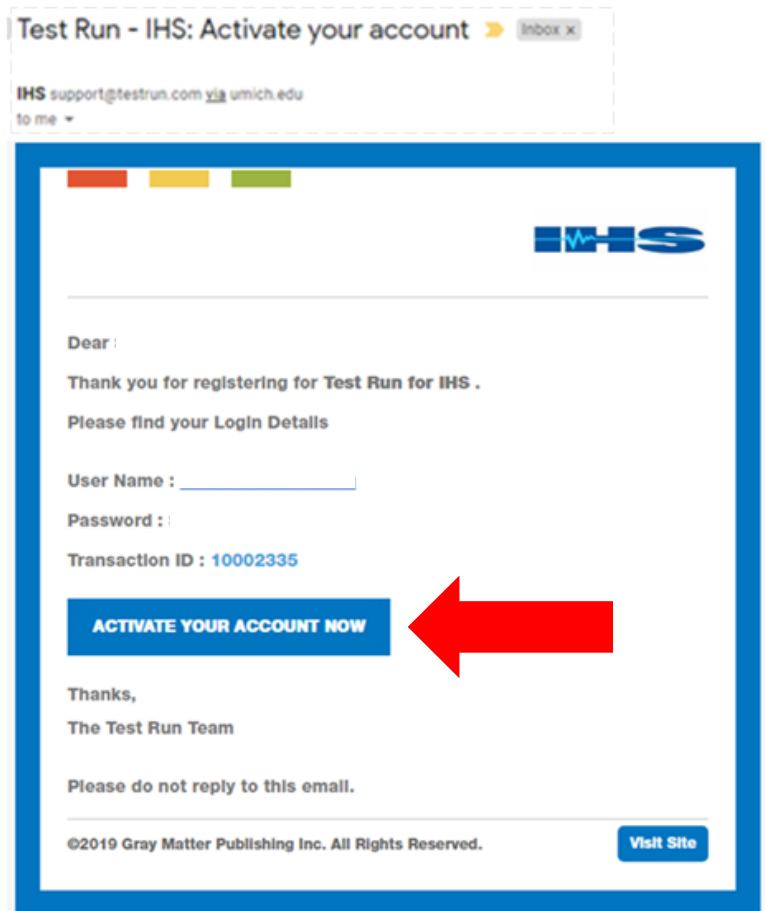 Test Run - IHS: Activate your account Inbox x
IHS support@testrun.com via umich.edu
to me
IHS
Dear
Thank you for registering for Test Run for IHS .
Please find your Login Details
User Name :
Password :
Transaction ID : 10002335
ACTIVATE YOUR ACCOUNT NOW
Thanks,
The Test Run Team
Please do not reply to this email.
©2019 Gray Matter Publishing Inc. All Rights Reserved.
Visit Site